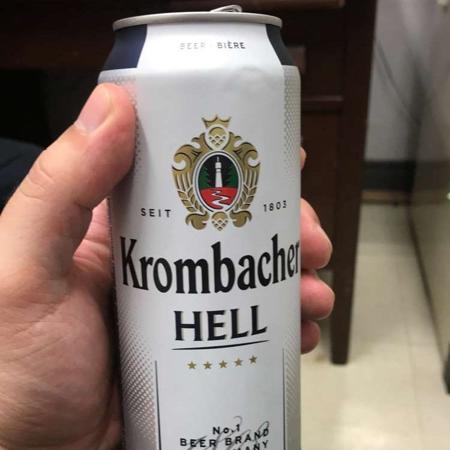 BEER BIÈRE
SEIT 1803
Krombacher
HELL
No.1
BEER BRAND